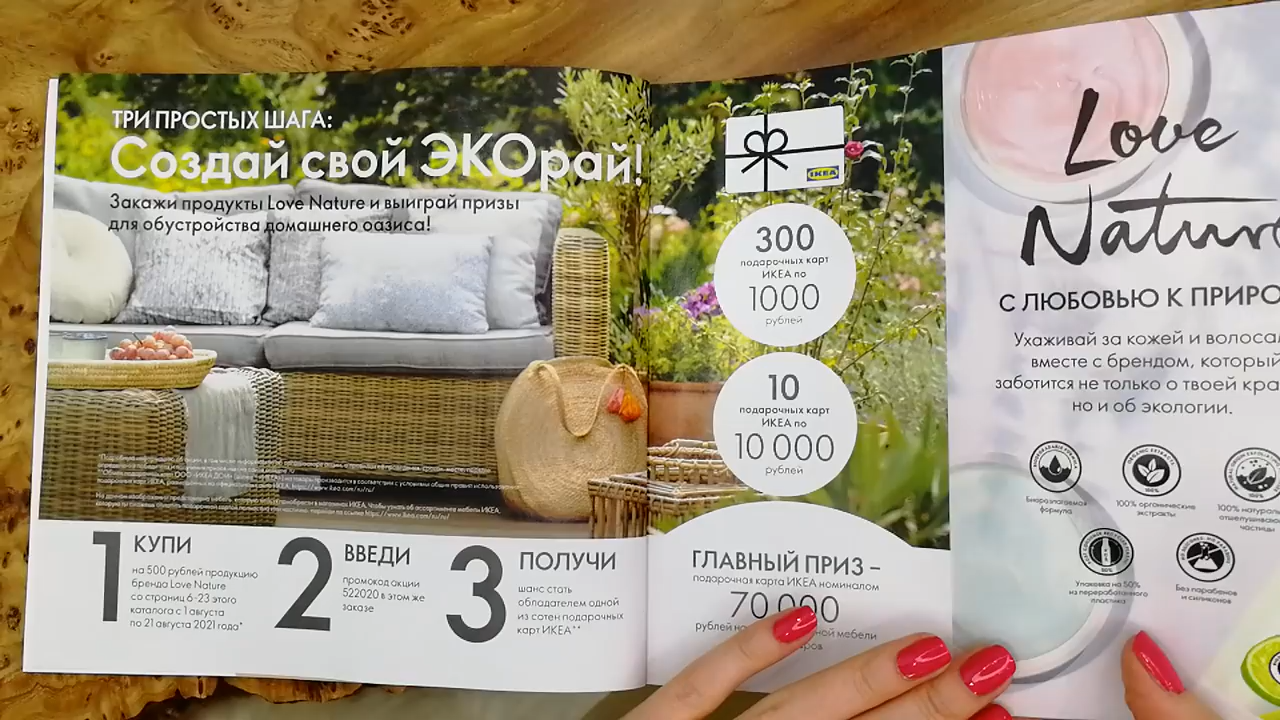 ТРИ ПРОСТЫХ ШАГА:
Создай свой ЭКОрай!
Закажи продукты Love Nature и выиграй призы
для обустройства домашнего оазиса!
1
КУПИ
на 500 рублей продукцию
бренда Love Nature
со страниц 6-23 этого
каталога с 1 августа
по 21 августа 2021 года*
2
ВВЕДИ
промокод акции
522020 в этом же
заказе
3
ПОЛУЧИ
шанс стать
обладателем одной
из сотен подарочных
карт ИКЕА**
IKEA
300
подарочных карт
ИКЕА по
1000
рублей
10
подарочных карт
ИКЕА по
10 000
рублей
ГЛАВНЫЙ ПРИЗ –
подарочная карта ИКЕА номиналом
70 000
рублей мебели
Love
С ЛЮБОВЬЮ К
Ухаживай за кожей и
вместе с брендом,
заботится не только о твоей
но и об экологии.
Биоразлагаемая
формула
100% органические
экстракты
100%
частицы
Упаковка на 50%
из переработанного
пластика
Без парабенов
и силиконов